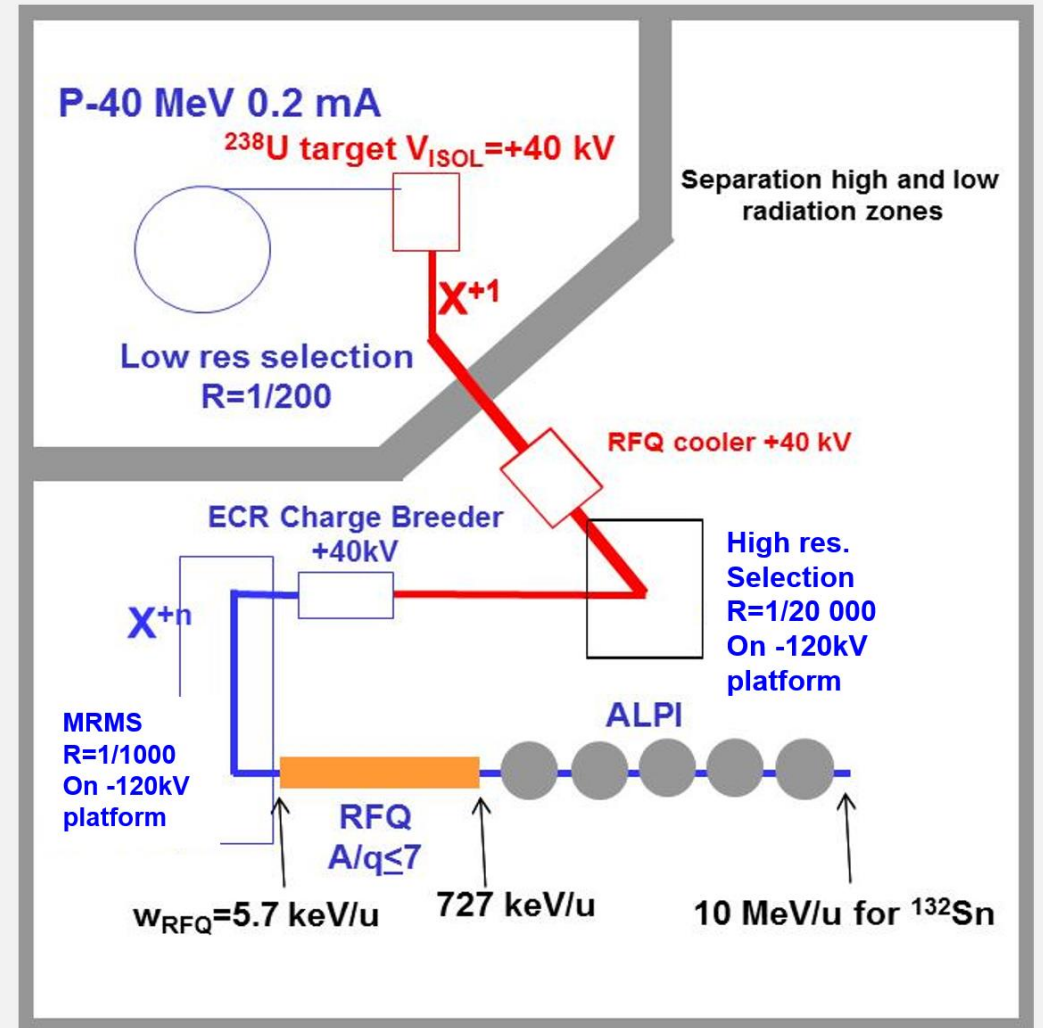 P-40 MeV 0.2 mA
²³⁸U target V_ISOL=+40 kV
Separation high and low
radiation zones
X⁺¹
Low res selection
R=1/200
RFQ cooler +40 kV
ECR Charge Breeder
+40kV
High res.
Selection
R=1/20 000
On -120kV
platform
X⁺ⁿ
MRMS
R=1/1000
On -120kV
platform
ALPI
RFQ
A/q≤7
w_RFQ=5.7 keV/u
727 keV/u
10 MeV/u for ¹³²Sn